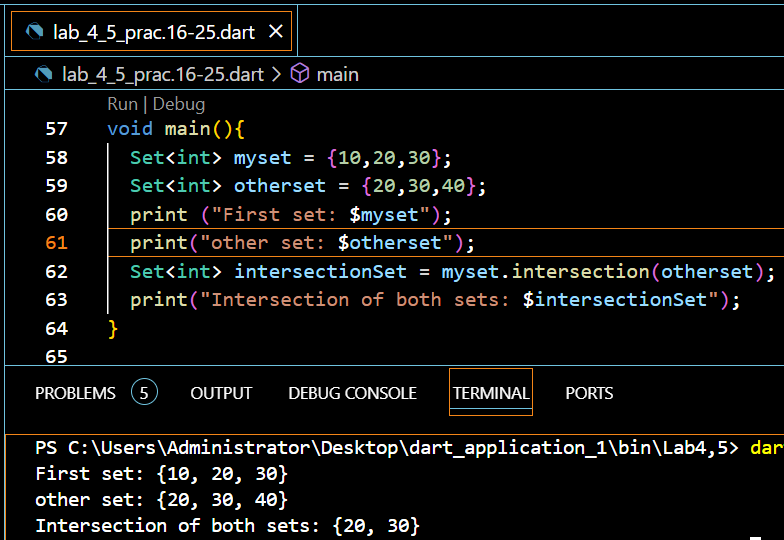 lab_4_5_prac.16-25.dart
lab_4_5_prac.16-25.dart > main
Run | Debug
57 void main(){
58 Set<int> myset = {10,20,30};
59 Set<int> otherset = {20,30,40};
60 print ("First set: $myset");
61 print("other set: $otherset");
62 Set<int> intersectionSet = myset.intersection(otherset);
63 print("Intersection of both sets: $intersectionSet");
64 }
65
PROBLEMS 5 OUTPUT DEBUG CONSOLE TERMINAL PORTS
PS C:\Users\Administrator\Desktop\dart_application_1\bin\Lab4,5> dar
First set: {10, 20, 30}
other set: {20, 30, 40}
Intersection of both sets: {20, 30}